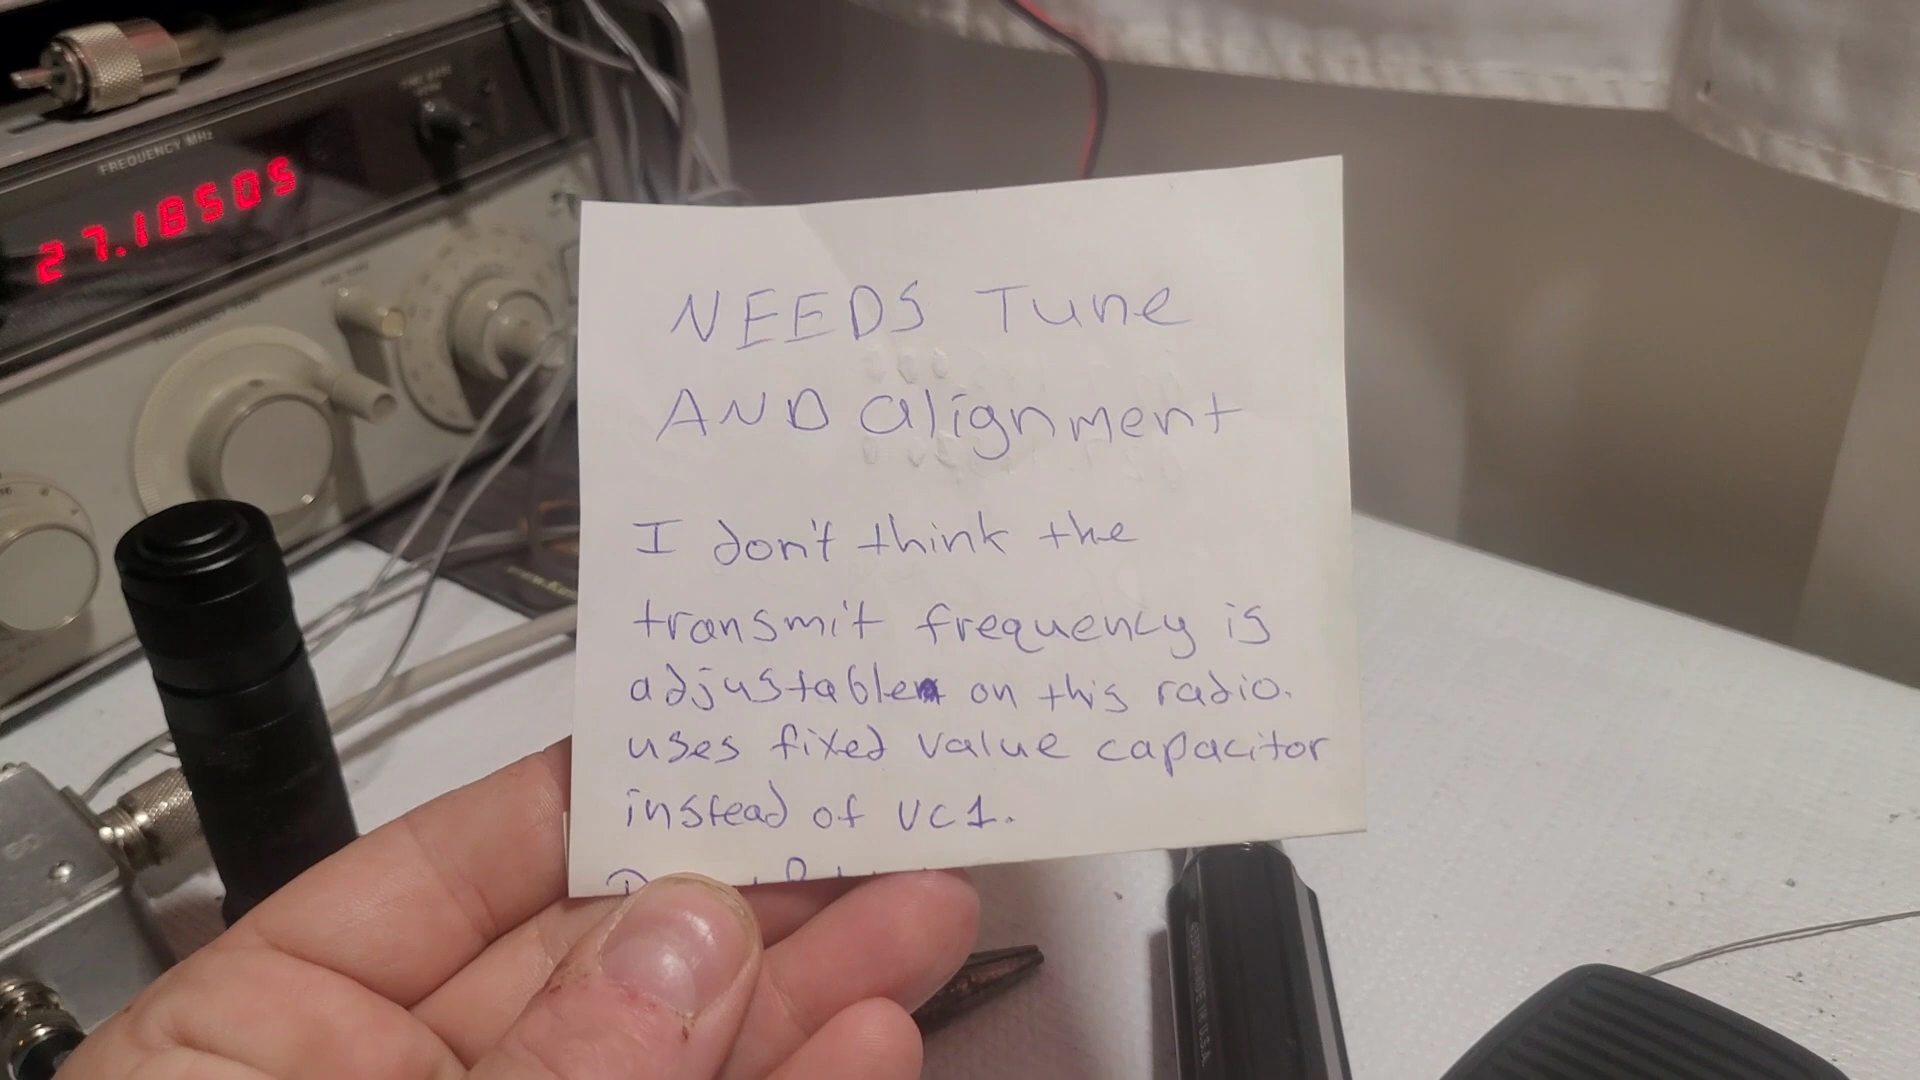 FREQUENCY MHz
27.18505
NEEDS Tune
AND alignment
I don't think the
transmit frequency is
adjustable on this radio.
uses fixed value capacitor
instead of VC1.